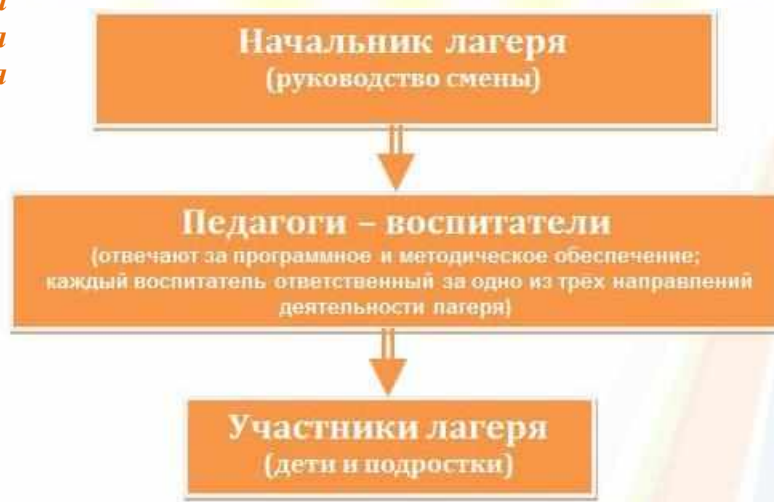 Начальник лагеря
(руководство смены)
Педагоги – воспитатели
(отвечают за программное и методическое обеспечение;
каждый воспитатель ответственный за одно из трёх направлений
деятельности лагеря)
Участники лагеря
(дети и подростки)